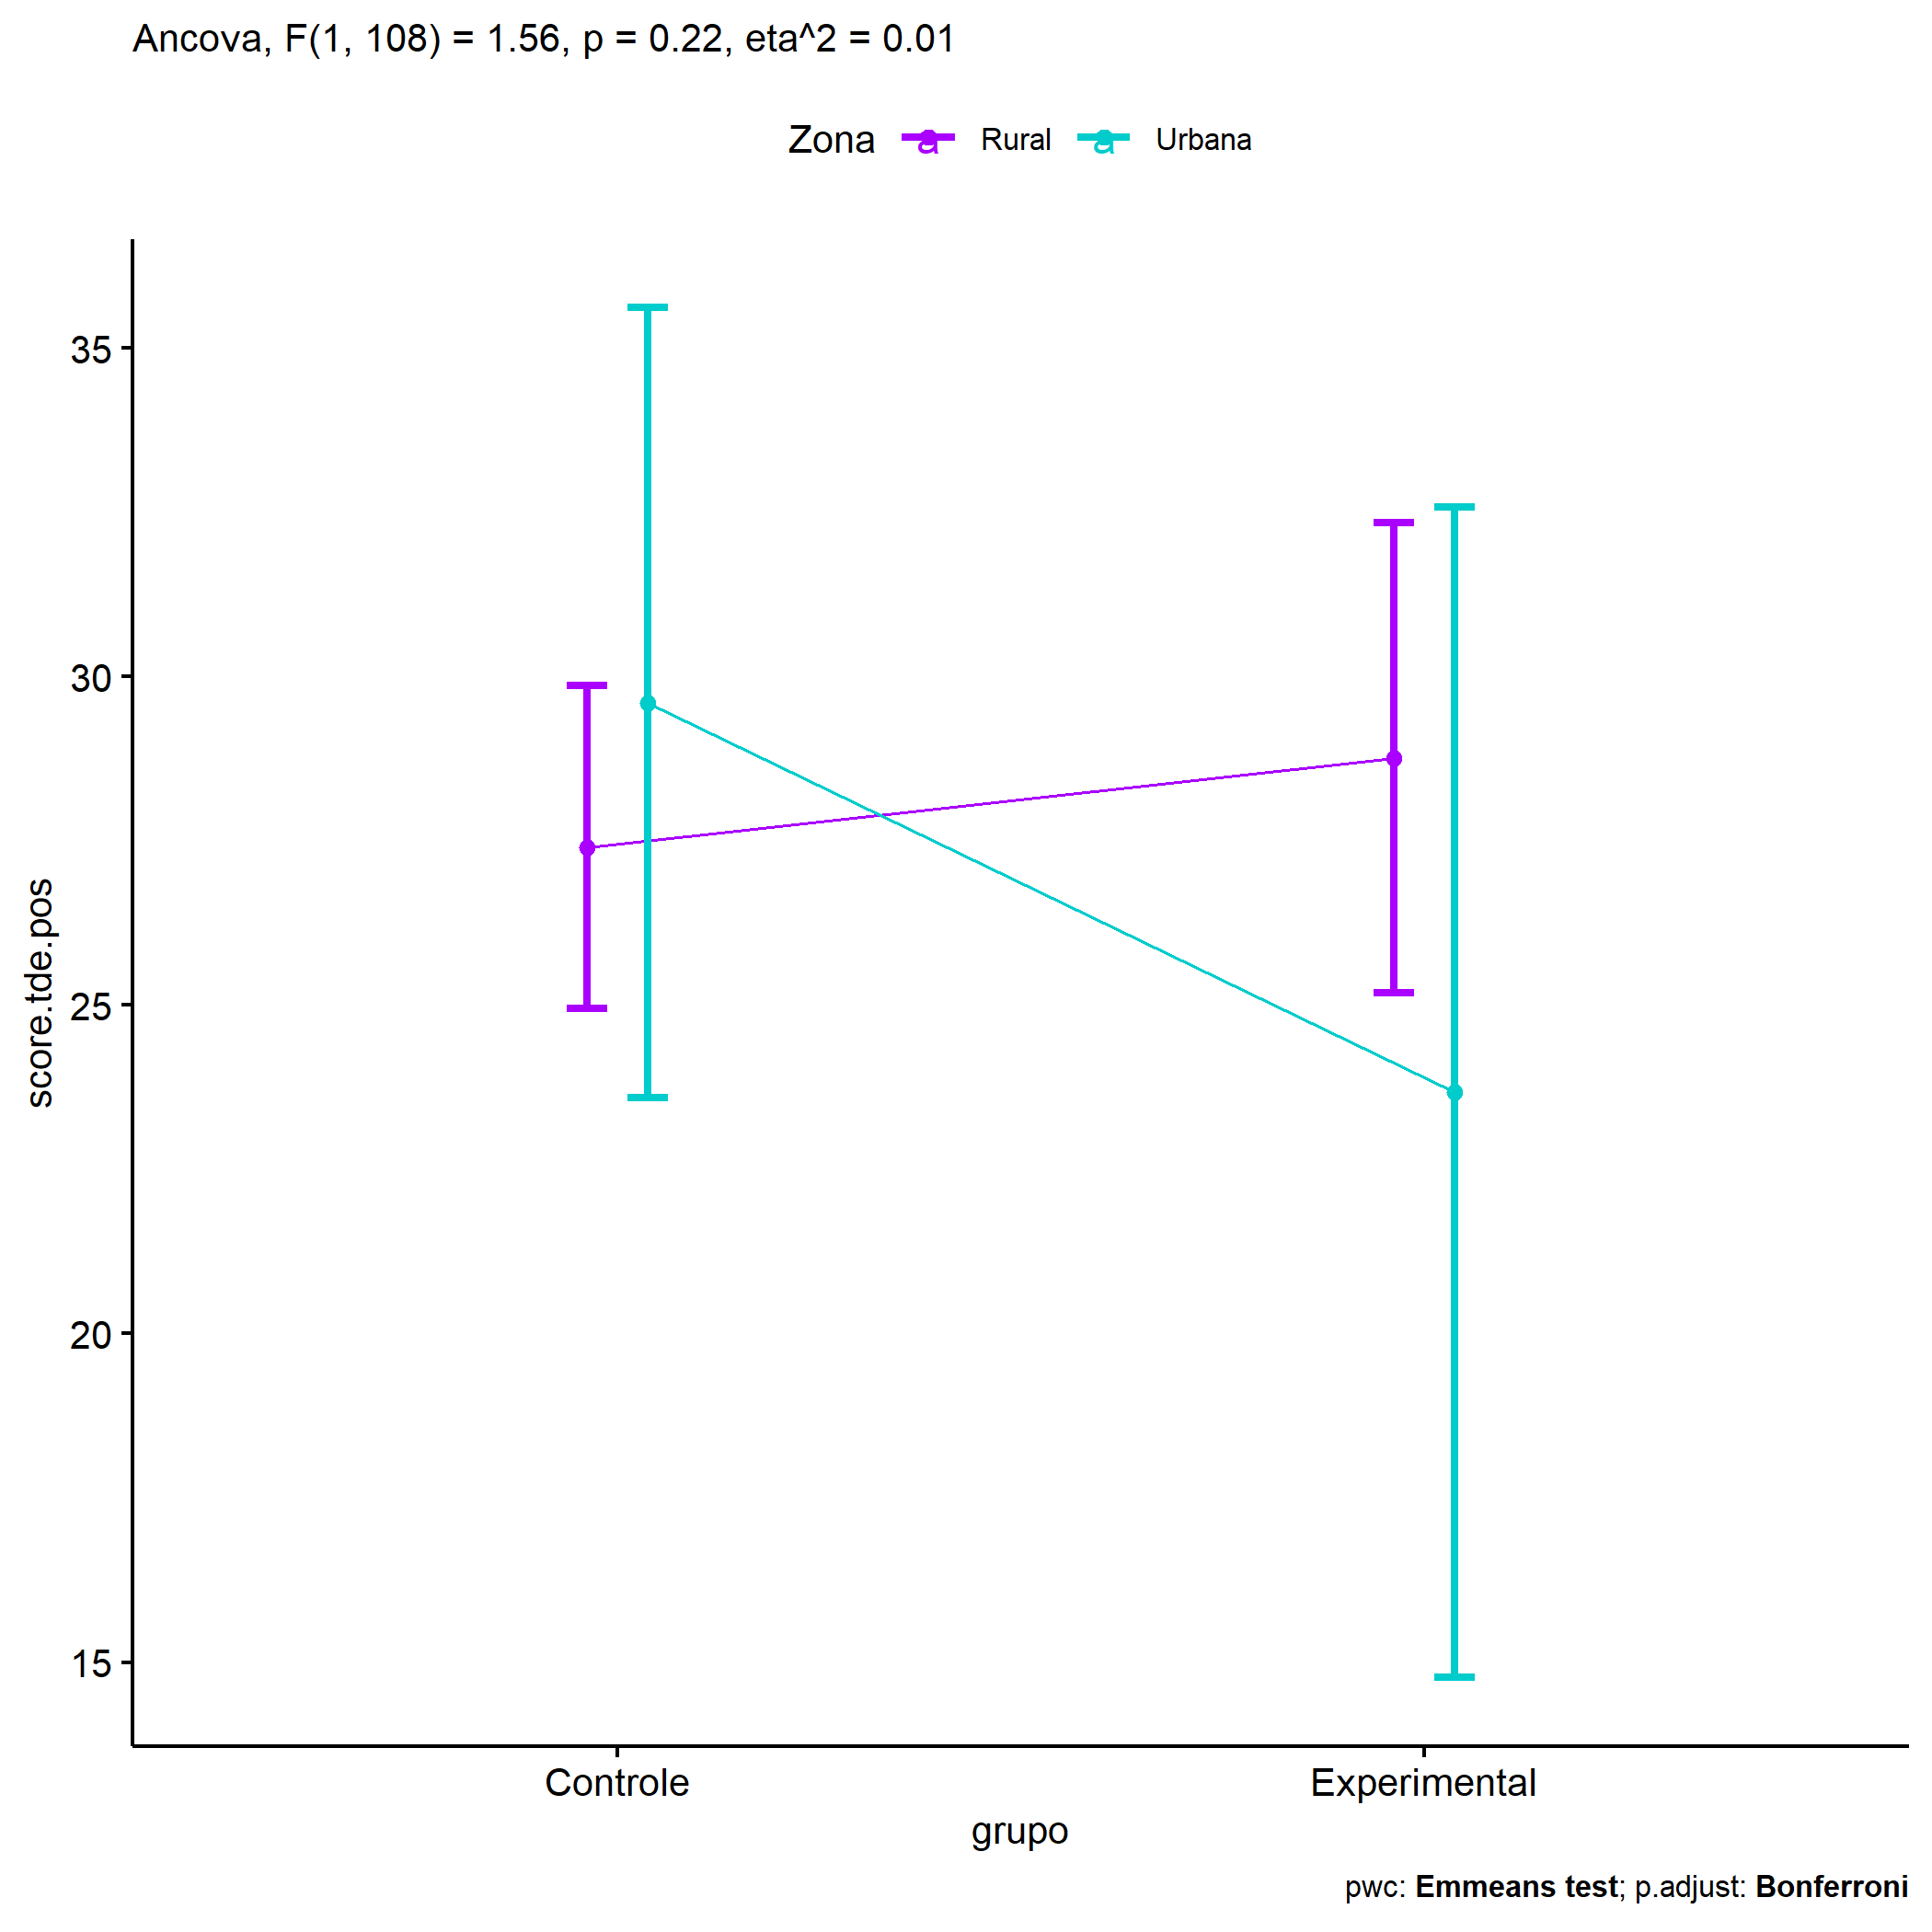 Ancova, F(1, 108) = 1.56, p = 0.22, eta^2 = 0.01
Zona a Rural a Urbana
35
30
25
20
15
score.tde.pos
Controle Experimental
grupo
pwc: Emmeans test; p.adjust: Bonferroni